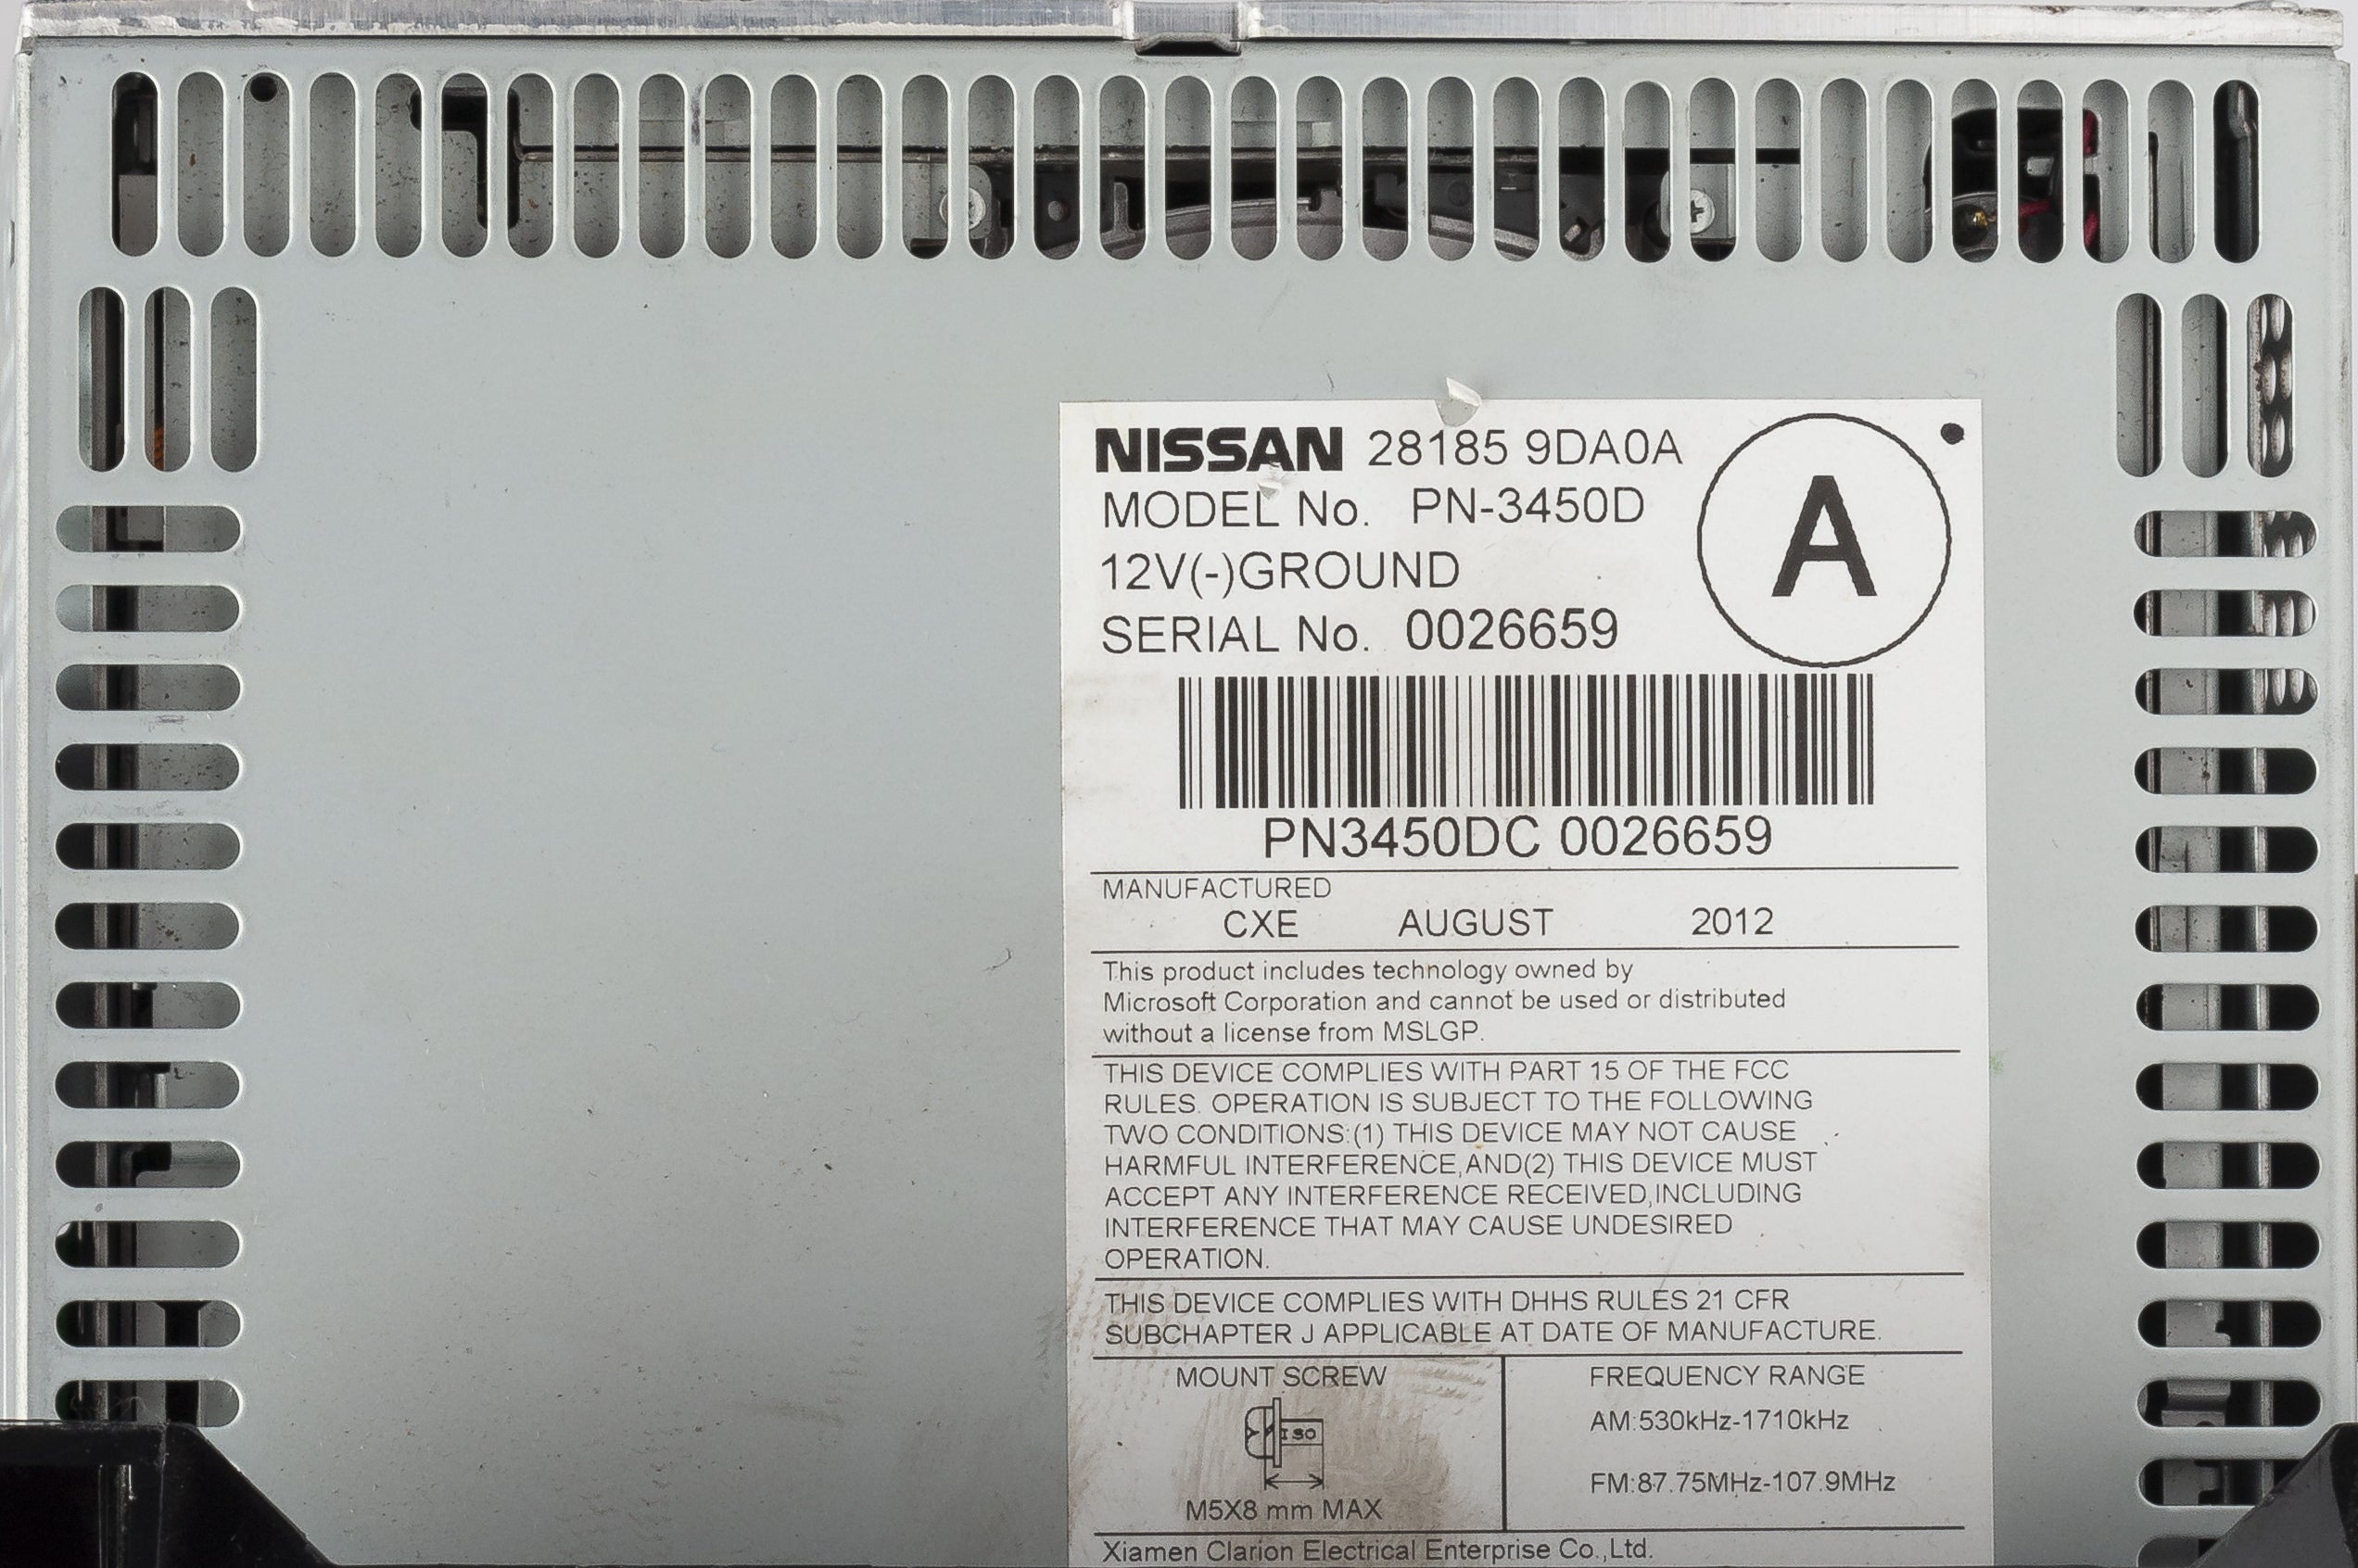 NISSAN 28185 9DA0A
A
MODEL No. PN-3450D
12V(-)GROUND
SERIAL No. 0026659
PN3450DC 0026659
MANUFACTURED
CXE AUGUST 2012
This product includes technology owned by
Microsoft Corporation and cannot be used or distributed
without a license from MSLGP.
THIS DEVICE COMPLIES WITH PART 15 OF THE FCC
RULES. OPERATION IS SUBJECT TO THE FOLLOWING
TWO CONDITIONS:(1) THIS DEVICE MAY NOT CAUSE
HARMFUL INTERFERENCE,AND(2) THIS DEVICE MUST
ACCEPT ANY INTERFERENCE RECEIVED,INCLUDING
INTERFERENCE THAT MAY CAUSE UNDESIRED
OPERATION.
THIS DEVICE COMPLIES WITH DHHS RULES 21 CFR
SUBCHAPTER J APPLICABLE AT DATE OF MANUFACTURE.
MOUNT SCREW
ISO
M5X8 mm MAX
FREQUENCY RANGE
AM:530kHz-1710kHz
FM:87.75MHz-107.9MHz
Xiamen Clarion Electrical Enterprise Co.,Ltd.